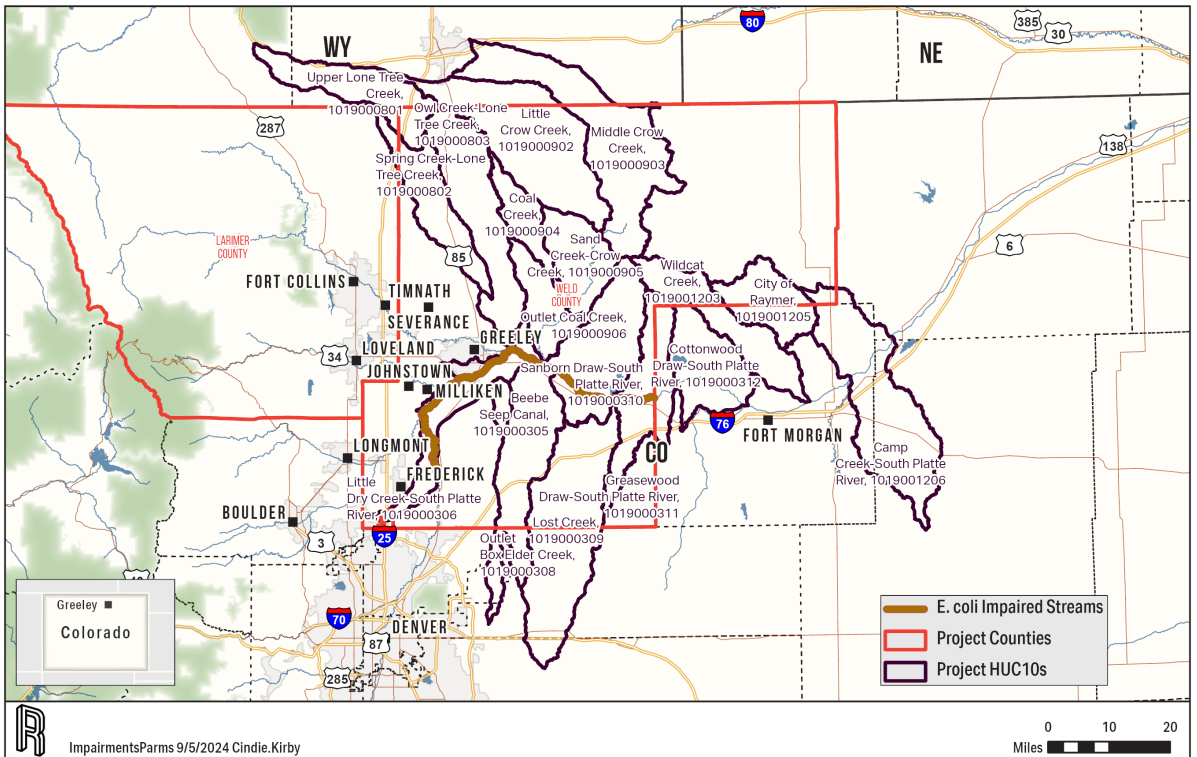 WY
NE
80
385
30
138
6
287
85
34
76
25
3
70
87
285
Upper Lone Tree
Creek,
1019000801
Owl Creek-Lone
Tree Creek,
1019000803
Little
Crow Creek,
1019000902
Middle Crow
Creek,
1019000903
Spring Creek-Lone
Tree Creek,
1019000802
Coal
Creek,
1019000904
Sand
Creek-Crow
Creek, 1019000905
LARIMER
COUNTY
WELD
COUNTY
Wildcat
Creek,
1019001203
City of
Raymer,
1019001205
FORT COLLINS
TIMNATH
SEVERANCE
Outlet Coal Creek,
1019000906
GREELEY
LOVELAND
JOHNSTOWN
MILLIKEN
Sanborn Draw-South
Platte River,
1019000310
Cottonwood
Draw-South Platte
River, 1019000312
Beebe
Seep Canal,
1019000305
FORT MORGAN
CO
LONGMONT
FREDERICK
Camp
Creek-South Platte
River, 1019001206
Little
Dry Creek-South Platte
River, 1019000306
Greasewood
Draw-South Platte River,
1019000311
BOULDER
Lost Creek,
1019000309
Outlet
Box Elder Creek,
1019000308
DENVER
Greeley
Colorado
E. coli Impaired Streams
Project Counties
Project HUC10s
R
ImpairmentsParms 9/5/2024 Cindie.Kirby
0 10 20
Miles